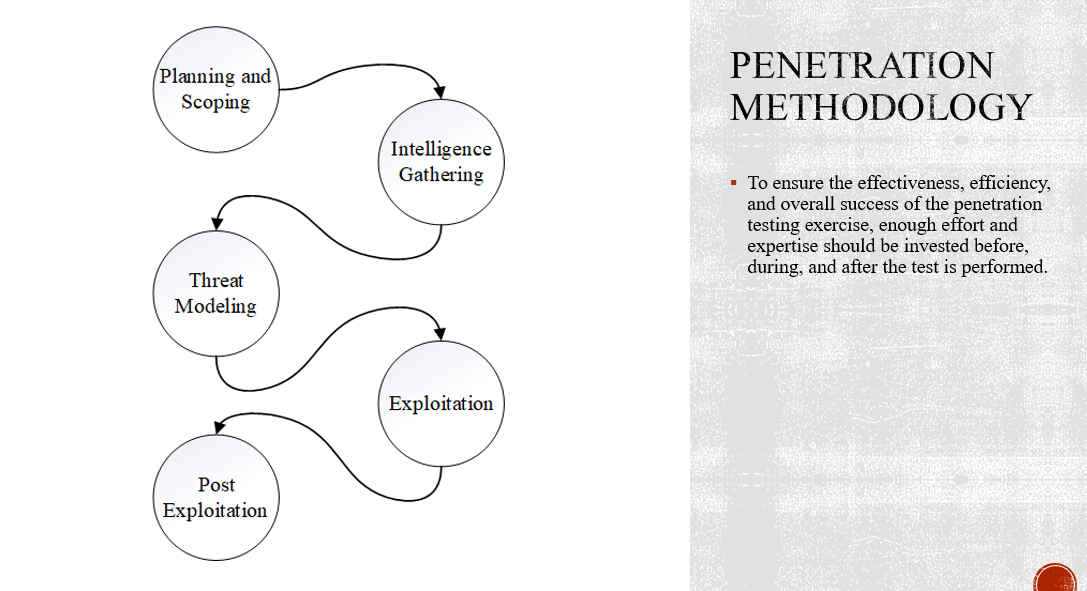 Planning and
Scoping
Intelligence
Gathering
Threat
Modeling
Exploitation
Post
Exploitation
PENETRATION
METHODOLOGY
▪ To ensure the effectiveness, efficiency,
and overall success of the penetration
testing exercise, enough effort and
expertise should be invested before,
during, and after the test is performed.